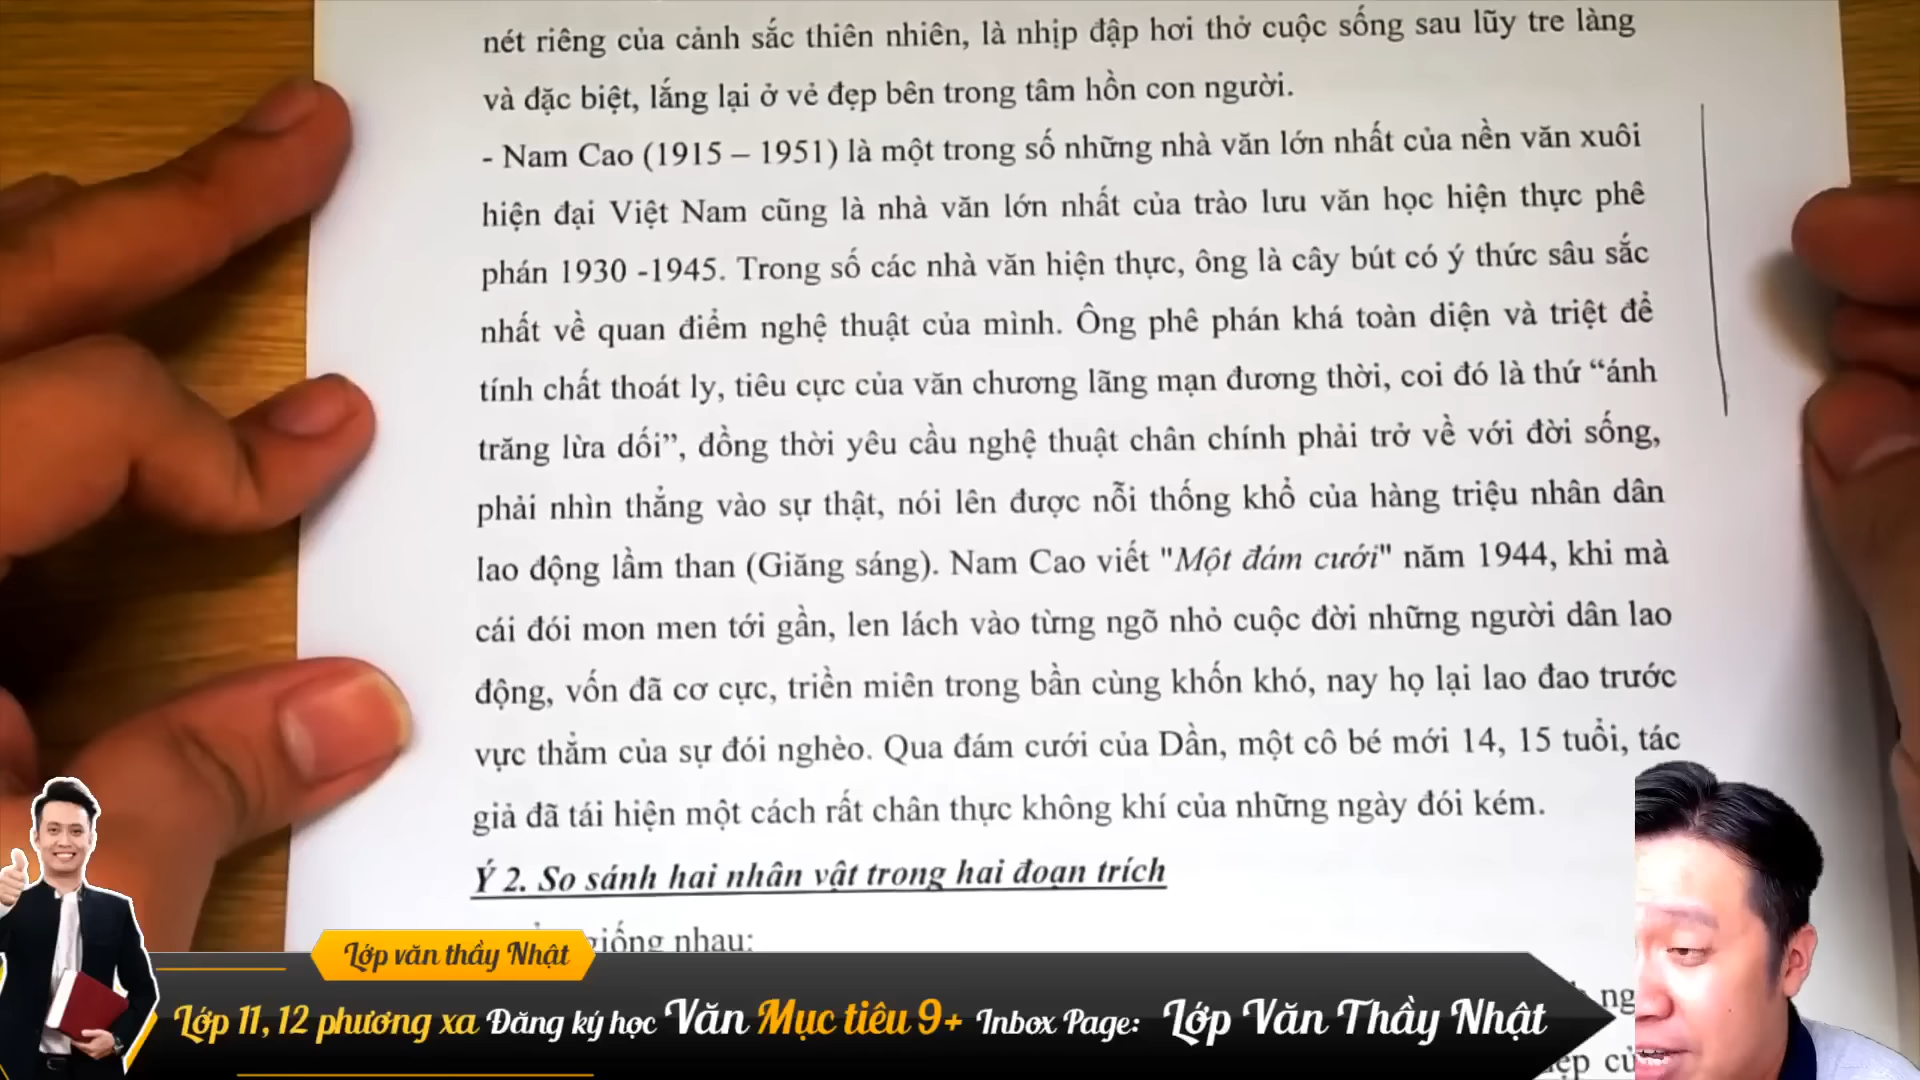 nét riêng của cảnh sắc thiên nhiên, là nhịp đập hơi thở cuộc sống sau lũy tre làng
và đặc biệt, lắng lại ở vẻ đẹp bên trong tâm hồn con người.
- Nam Cao (1915 – 1951) là một trong số những nhà văn lớn nhất của nền văn xuôi
hiện đại Việt Nam cũng là nhà văn lớn nhất của trào lưu văn học hiện thực phê
phán 1930 -1945. Trong số các nhà văn hiện thực, ông là cây bút có ý thức sâu sắc
nhất về quan điểm nghệ thuật của mình. Ông phê phán khá toàn diện và triệt để
tính chất thoát ly, tiêu cực của văn chương lãng mạn đương thời, coi đó là thứ “ánh
trăng lừa dối”, đồng thời yêu cầu nghệ thuật chân chính phải trở về với đời sống,
phải nhìn thẳng vào sự thật, nói lên được nỗi thống khổ của hàng triệu nhân dân
lao động lầm than (Giăng sáng). Nam Cao viết "Một đám cưới" năm 1944, khi mà
cái đói mon men tới gần, len lách vào từng ngõ nhỏ cuộc đời những người dân lao
động, vốn đã cơ cực, triền miên trong bần cùng khốn khó, nay họ lại lao đao trước
vực thẳm của sự đói nghèo. Qua đám cưới của Dần, một cô bé mới 14, 15 tuổi, tác
giả đã tái hiện một cách rất chân thực không khí của những ngày đói kém.
Ý 2. So sánh hai nhân vật trong hai đoạn trích
giống nhau:
Lớp văn thầy Nhật
Lớp 11, 12 phương xa Đăng ký học Văn Mục tiêu 9+ Inbox Page: Lớp Văn Thầy Nhật